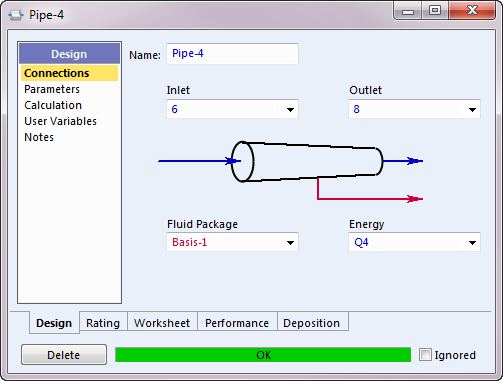 Pipe-4
Design
Connections
Parameters
Calculation
User Variables
Notes
Name: Pipe-4
Inlet Outlet
6 8
Fluid Package Energy
Basis-1 Q4
Design Rating Worksheet Performance Deposition
Delete OK Ignored